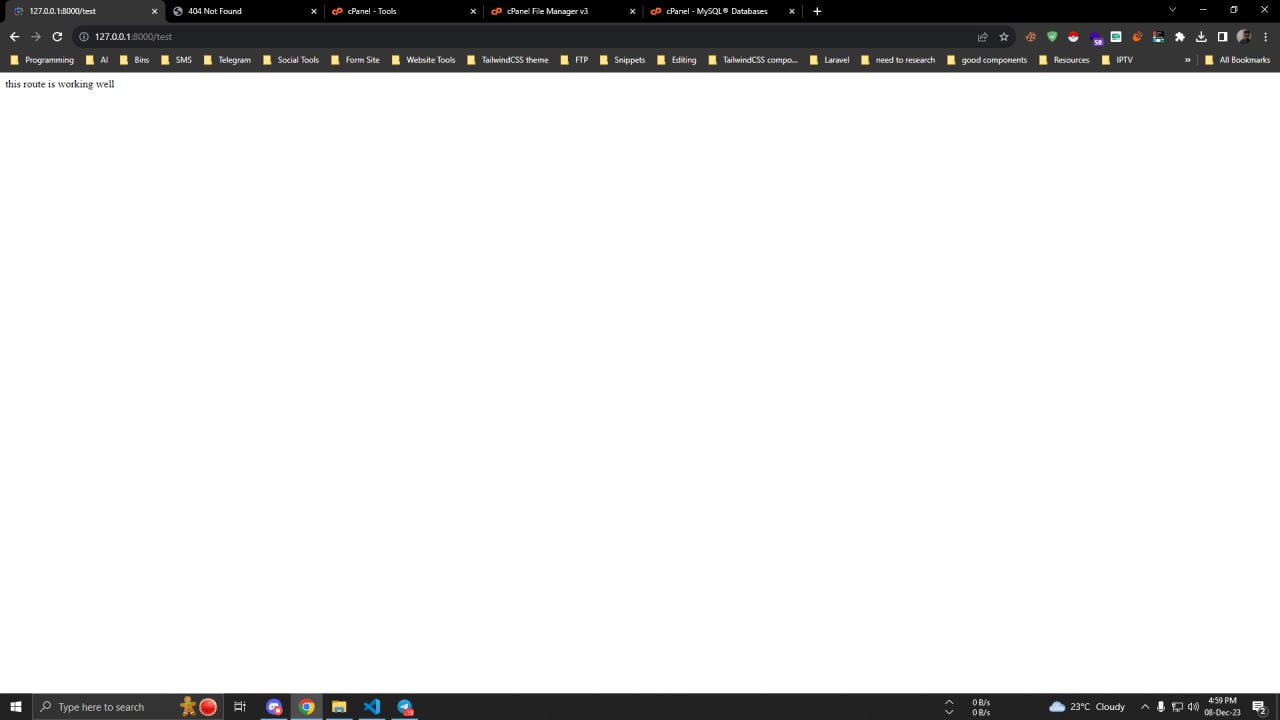 127.0.0.1:8000/test
404 Not Found
cPanel - Tools
cPanel File Manager v3
cPanel - MySQL® Databases
127.0.0.1:8000/test
Programming AI Bins SMS Telegram Social Tools Form Site Website Tools TailwindCSS theme FTP Snippets Editing TailwindCSS compo... Laravel need to research good components Resources IPTV » All Bookmarks
this route is working well
Type here to search
0 B/s
0 B/s
23°C Cloudy
4:59 PM
08-Dec-23
2